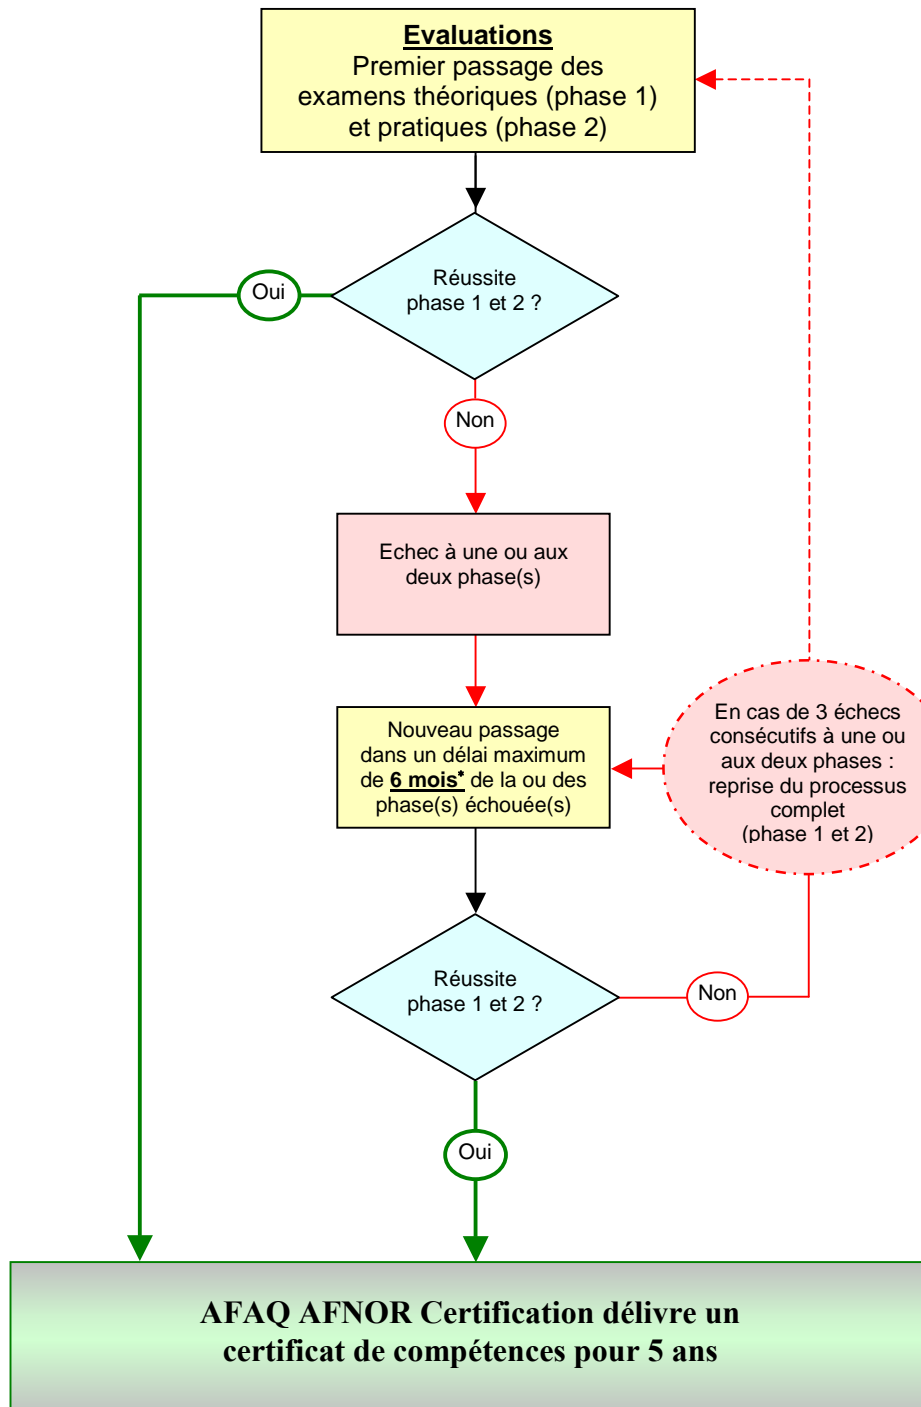 Evaluations
Premier passage des
examens théoriques (phase 1)
et pratiques (phase 2)
Réussite
phase 1 et 2 ?
Oui
Non
Echec à une ou aux
deux phase(s)
Nouveau passage
dans un délai maximum
de 6 mois* de la ou des
phase(s) échouée(s)
En cas de 3 échecs
consécutifs à une ou
aux deux phases :
reprise du processus
complet
(phase 1 et 2)
Réussite
phase 1 et 2 ?
Non
Oui
AFAQ AFNOR Certification délivre un
certificat de compétences pour 5 ans